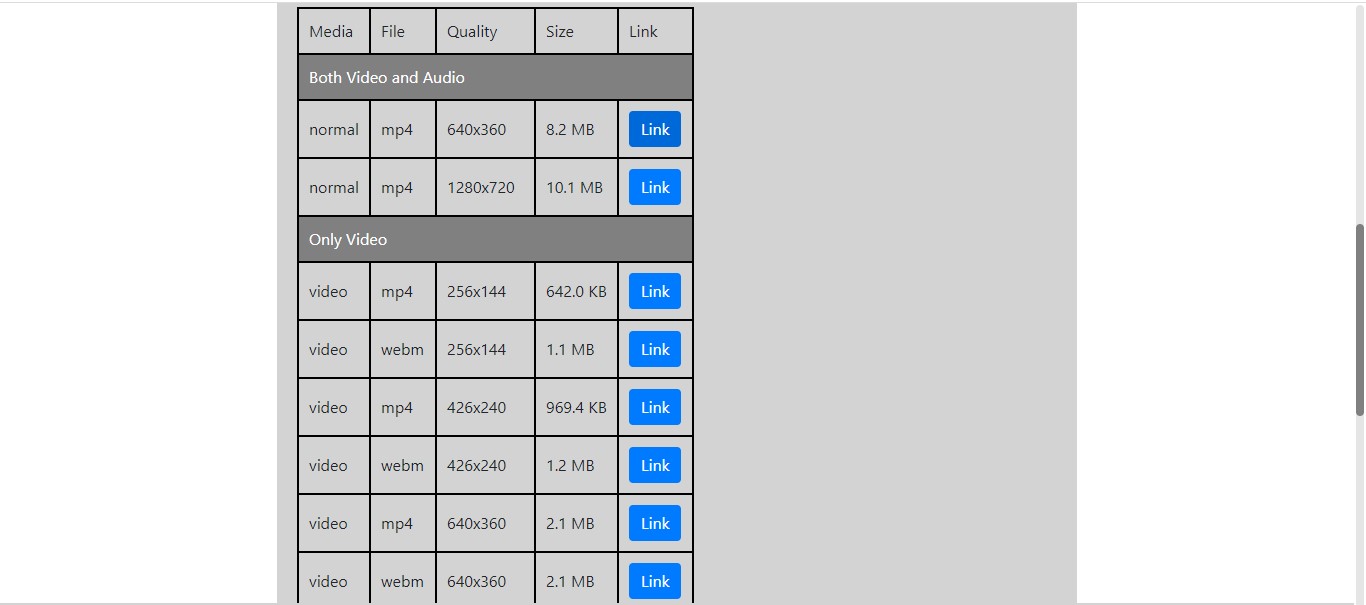 Media File Quality Size Link
Both Video and Audio
normal mp4 640x360 8.2 MB Link
normal mp4 1280x720 10.1 MB Link
Only Video
video mp4 256x144 642.0 KB Link
video webm 256x144 1.1 MB Link
video mp4 426x240 969.4 KB Link
video webm 426x240 1.2 MB Link
video mp4 640x360 2.1 MB Link
video webm 640x360 2.1 MB Link